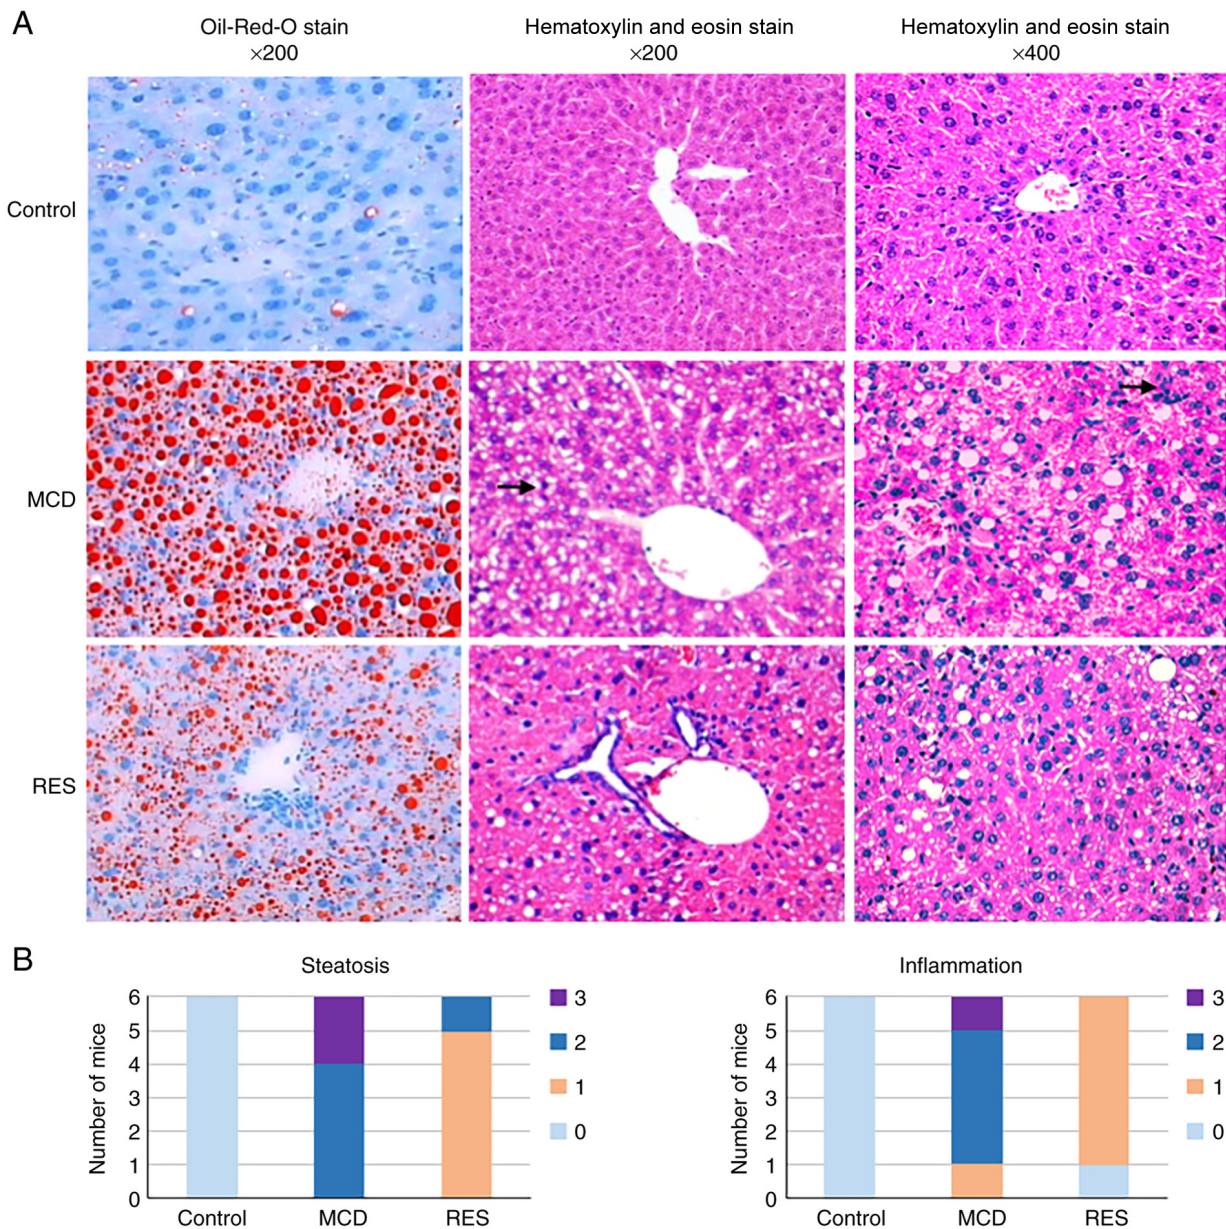 A
Oil-Red-O stain
×200
Hematoxylin and eosin stain
×200
Hematoxylin and eosin stain
×400
Control
MCD
RES
B
Steatosis
Number of mice
6
5
4
3
2
1
0
Control
MCD
RES
3
2
1
0
Inflammation
Number of mice
6
5
4
3
2
1
0
Control
MCD
RES
3
2
1
0